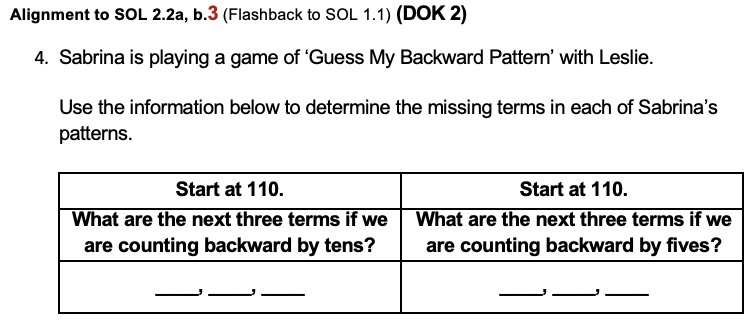 Alignment to SOL 2.2a, b.3 (Flashback to SOL 1.1) (DOK 2)
4. Sabrina is playing a game of ‘Guess My Backward Pattern’ with Leslie.
Use the information below to determine the missing terms in each of Sabrina’s
patterns.
Start at 110.
What are the next three terms if we
are counting backward by tens?
____, ____, ____
Start at 110.
What are the next three terms if we
are counting backward by fives?
____, ____, ____